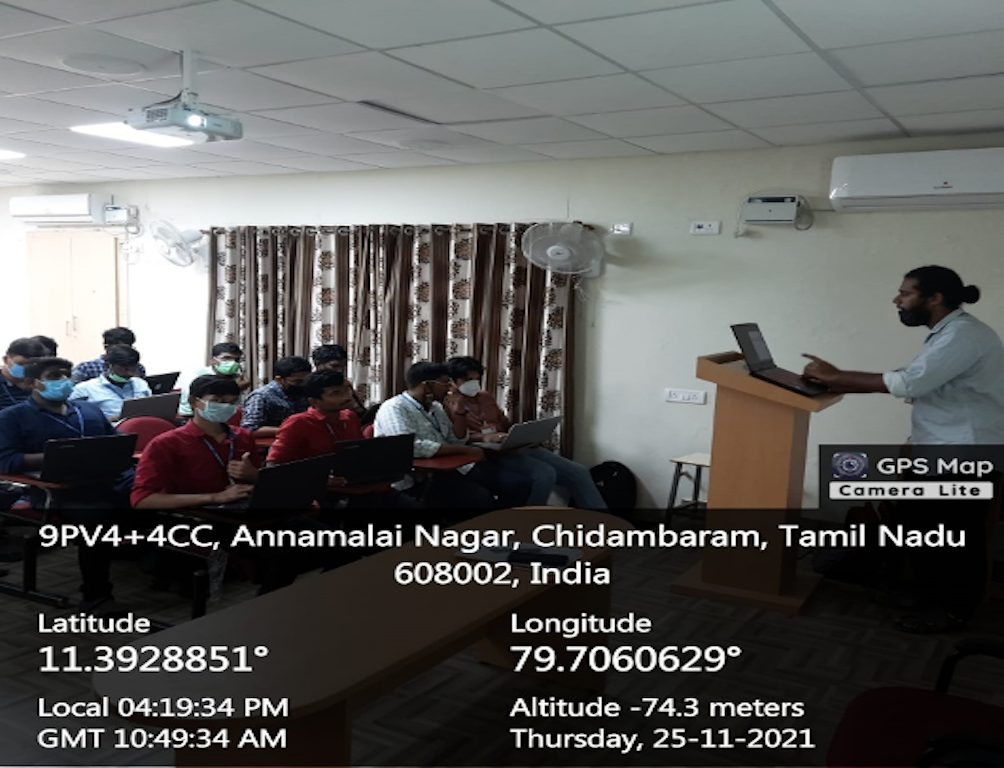 GPS Map
Camera Lite
9PV4+4CC, Annamalai Nagar, Chidambaram, Tamil Nadu
608002, India
Latitude
11.3928851°
Longitude
79.7060629°
Local 04:19:34 PM
GMT 10:49:34 AM
Altitude -74.3 meters
Thursday, 25-11-2021